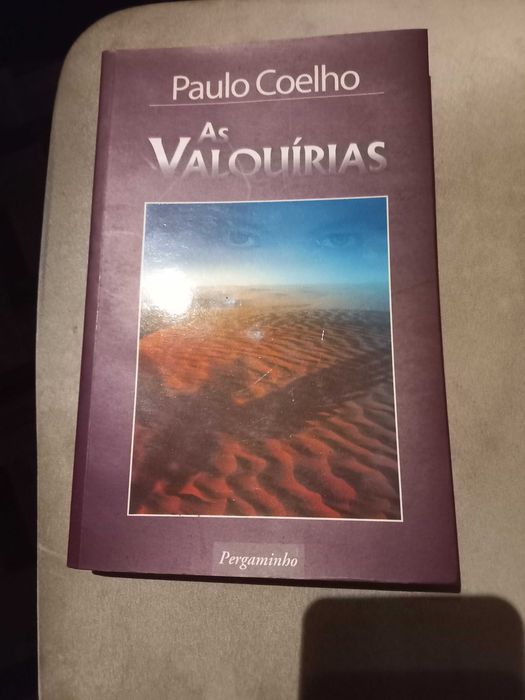 Paulo Coelho
As
Valquírias
Pergaminho